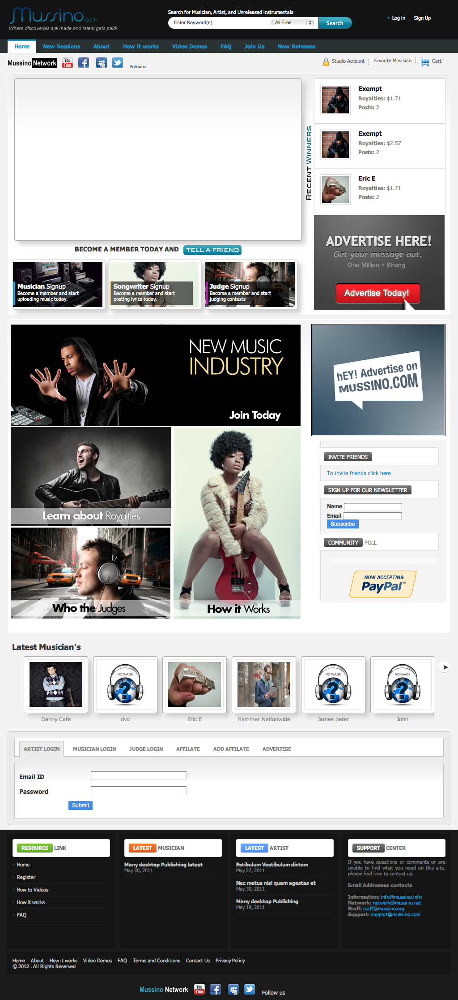 Mussino.com
Where discoveries are made and talent gets paid!
Search for Musician, Artist, and Unreleased instrumentals
Enter Keyword(s)
All Files
Search
Log in
Sign Up
Home
New Sessions
About
How it works
Video Demos
FAQ
Join Us
New Releases
Mussino Network
You Tube
Follow us
Studio Account
Favorite Musician
Cart
RECENT WINNERS
Exempt
Royalties: $1.71
Posts: 2
Exempt
Royalties: $2.57
Posts: 2
Eric E
Royalties: $1.71
Posts: 2
BECOME A MEMBER TODAY AND TELL A FRIEND
Musician Signup
Become a member and start
uploading music today.
Songwriter Signup
Become a member and start
posting lyrics today.
Judge Signup
Become a member and start
judging contests
ADVERTISE HERE!
Get your message out.
One Million + Strong
Advertise Today!
NEW MUSIC
INDUSTRY
Join Today
hEY! Advertise on
MUSSINO.COM
Learn about Royalties
Who the Judges
How it Works
INVITE FRIENDS
To invite friends click here
SIGN UP FOR OUR NEWSLETTER
Name
Email
Subscribe
COMMUNITY POLL
NOW ACCEPTING
PayPal
Latest Musician's
NO IMAGE
NO IMAGE
NO IMAGE
Danny Cafe
dvd
Eric E
Hammer Nationwide
James peter
John
ARTIST LOGIN
MUSICIAN LOGIN
JUDGE LOGIN
AFFILATE
ADD AFFILATE
ADVERTISE
Email ID
Password
Submit
RESOURCE LINK
Home
Register
How to Videos
How it works
FAQ
LATEST MUSICIAN
Many desktop Publishing latest
May 30, 2011
LATEST ARTIST
Estibulum Vestibulum dictum
May 27, 2011
Nec metus nisl quam egestas et
May 30, 2011
Many desktop Publishing
May 19, 2011
SUPPORT CENTER
If you have questions or comments or are
unable to find what you need on this site,
please feel free to contact us.
Email Addresses contacts
Information: info@mussino.info
Network: network@mussino.net
Staff: staff@mussino.org
Support: support@mussino.com
Home
About
How it works
Video Demos
FAQ
Terms and Conditions
Contact Us
Privacy Policy
© 2012 . All Rights Reserved
Mussino Network
You Tube
Follow us